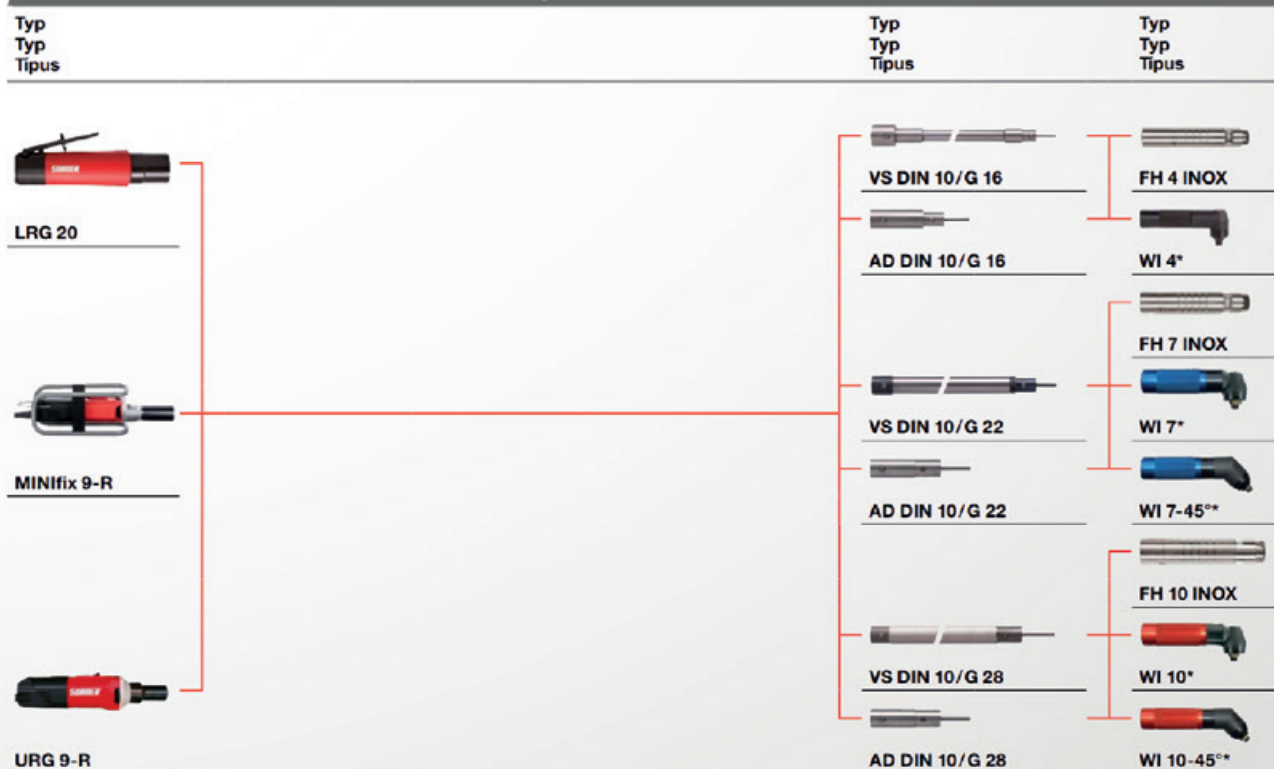 Typ
Typ
Tipus
Typ
Typ
Tipus
Typ
Typ
Tipus
SUHNER
LRG 20
MINIfix 9-R
SUHNER
URG 9-R
VS DIN 10/G 16
AD DIN 10/G 16
VS DIN 10/G 22
AD DIN 10/G 22
VS DIN 10/G 28
AD DIN 10/G 28
FH 4 INOX
WI 4*
FH 7 INOX
WI 7*
WI 7-45°*
FH 10 INOX
WI 10*
WI 10-45°*